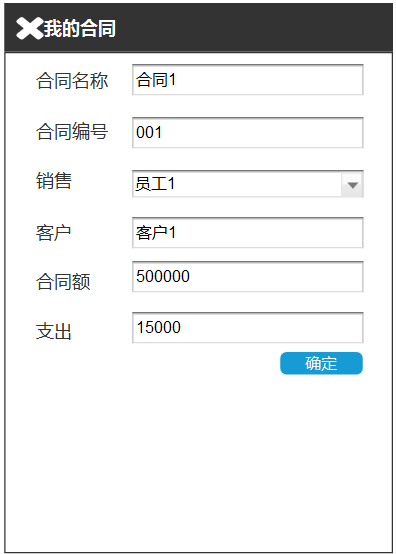 我的合同
合同名称 合同1
合同编号 001
销售 员工1
客户 客户1
合同额 500000
支出 15000
确定